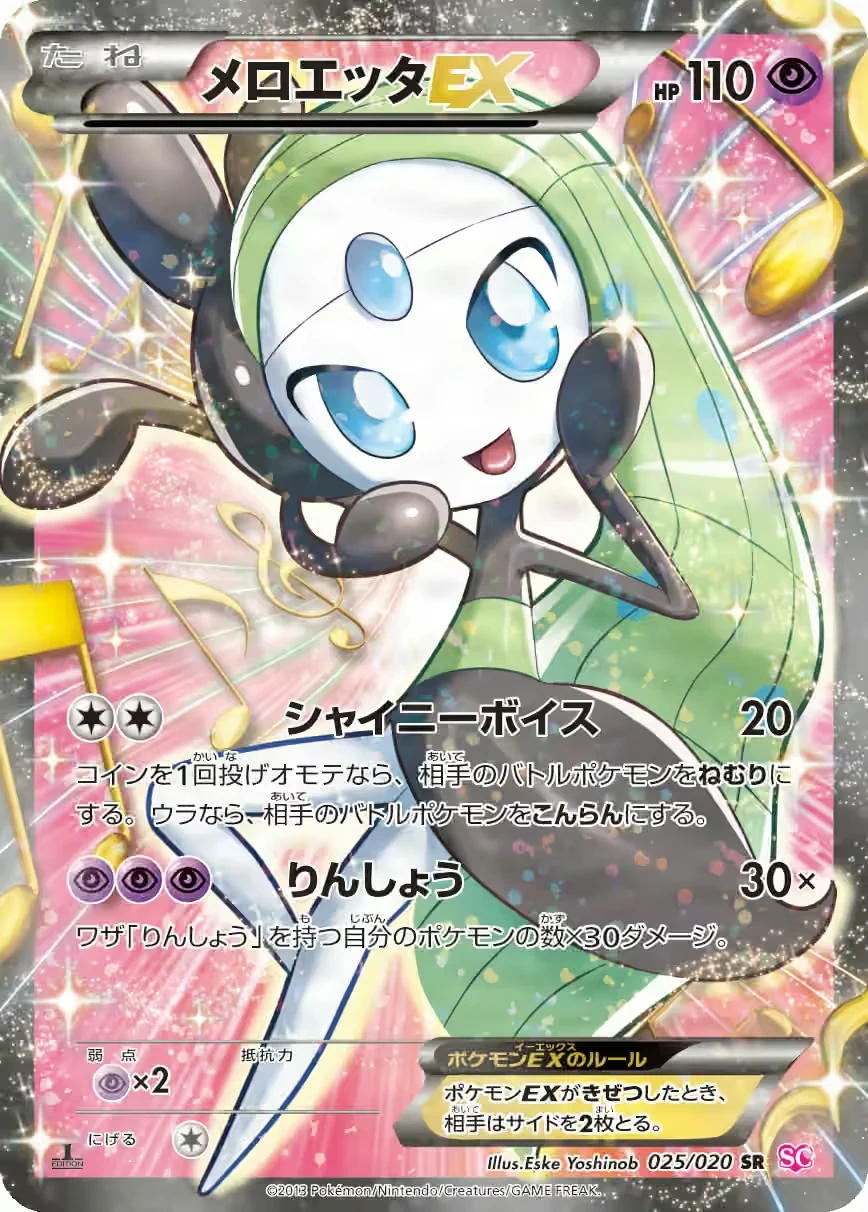 たね
メロエッタEX
HP 110
シャイニーボイス 20
コインを1回投げオモテなら、相手のバトルポケモンをねむりに
する。ウラなら、相手のバトルポケモンをこんらんにする。
りんしょう 30×
ワザ「りんしょう」を持つ自分のポケモンの数×30ダメージ。
弱点 ×2
抵抗力
にげる
ポケモンEXのルール
ポケモンEXがきぜつしたとき、
相手はサイドを2枚とる。
1 EDITION
Illus.Eske Yoshinob 025/020 SR SC
©2013 Pokémon/Nintendo/Creatures/GAME FREAK.